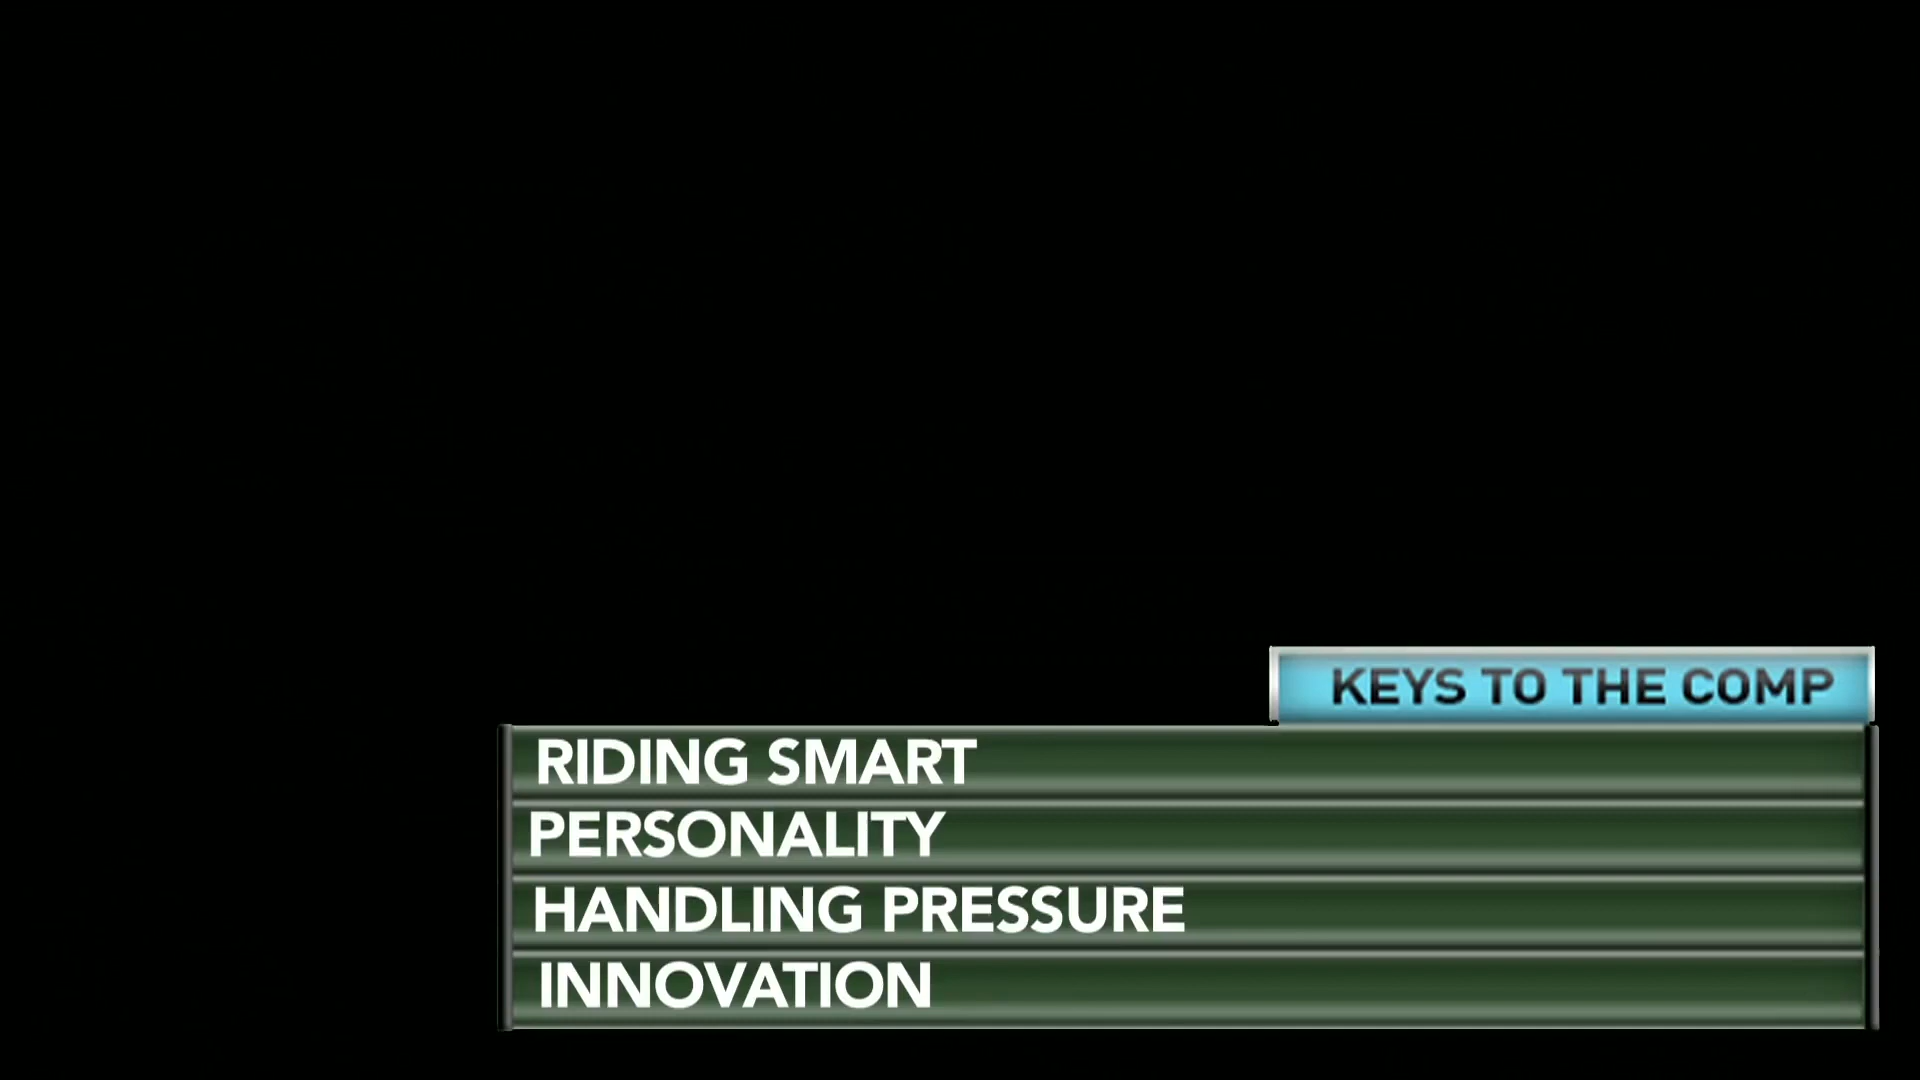 KEYS TO THE COMP
RIDING SMART
PERSONALITY
HANDLING PRESSURE
INNOVATION